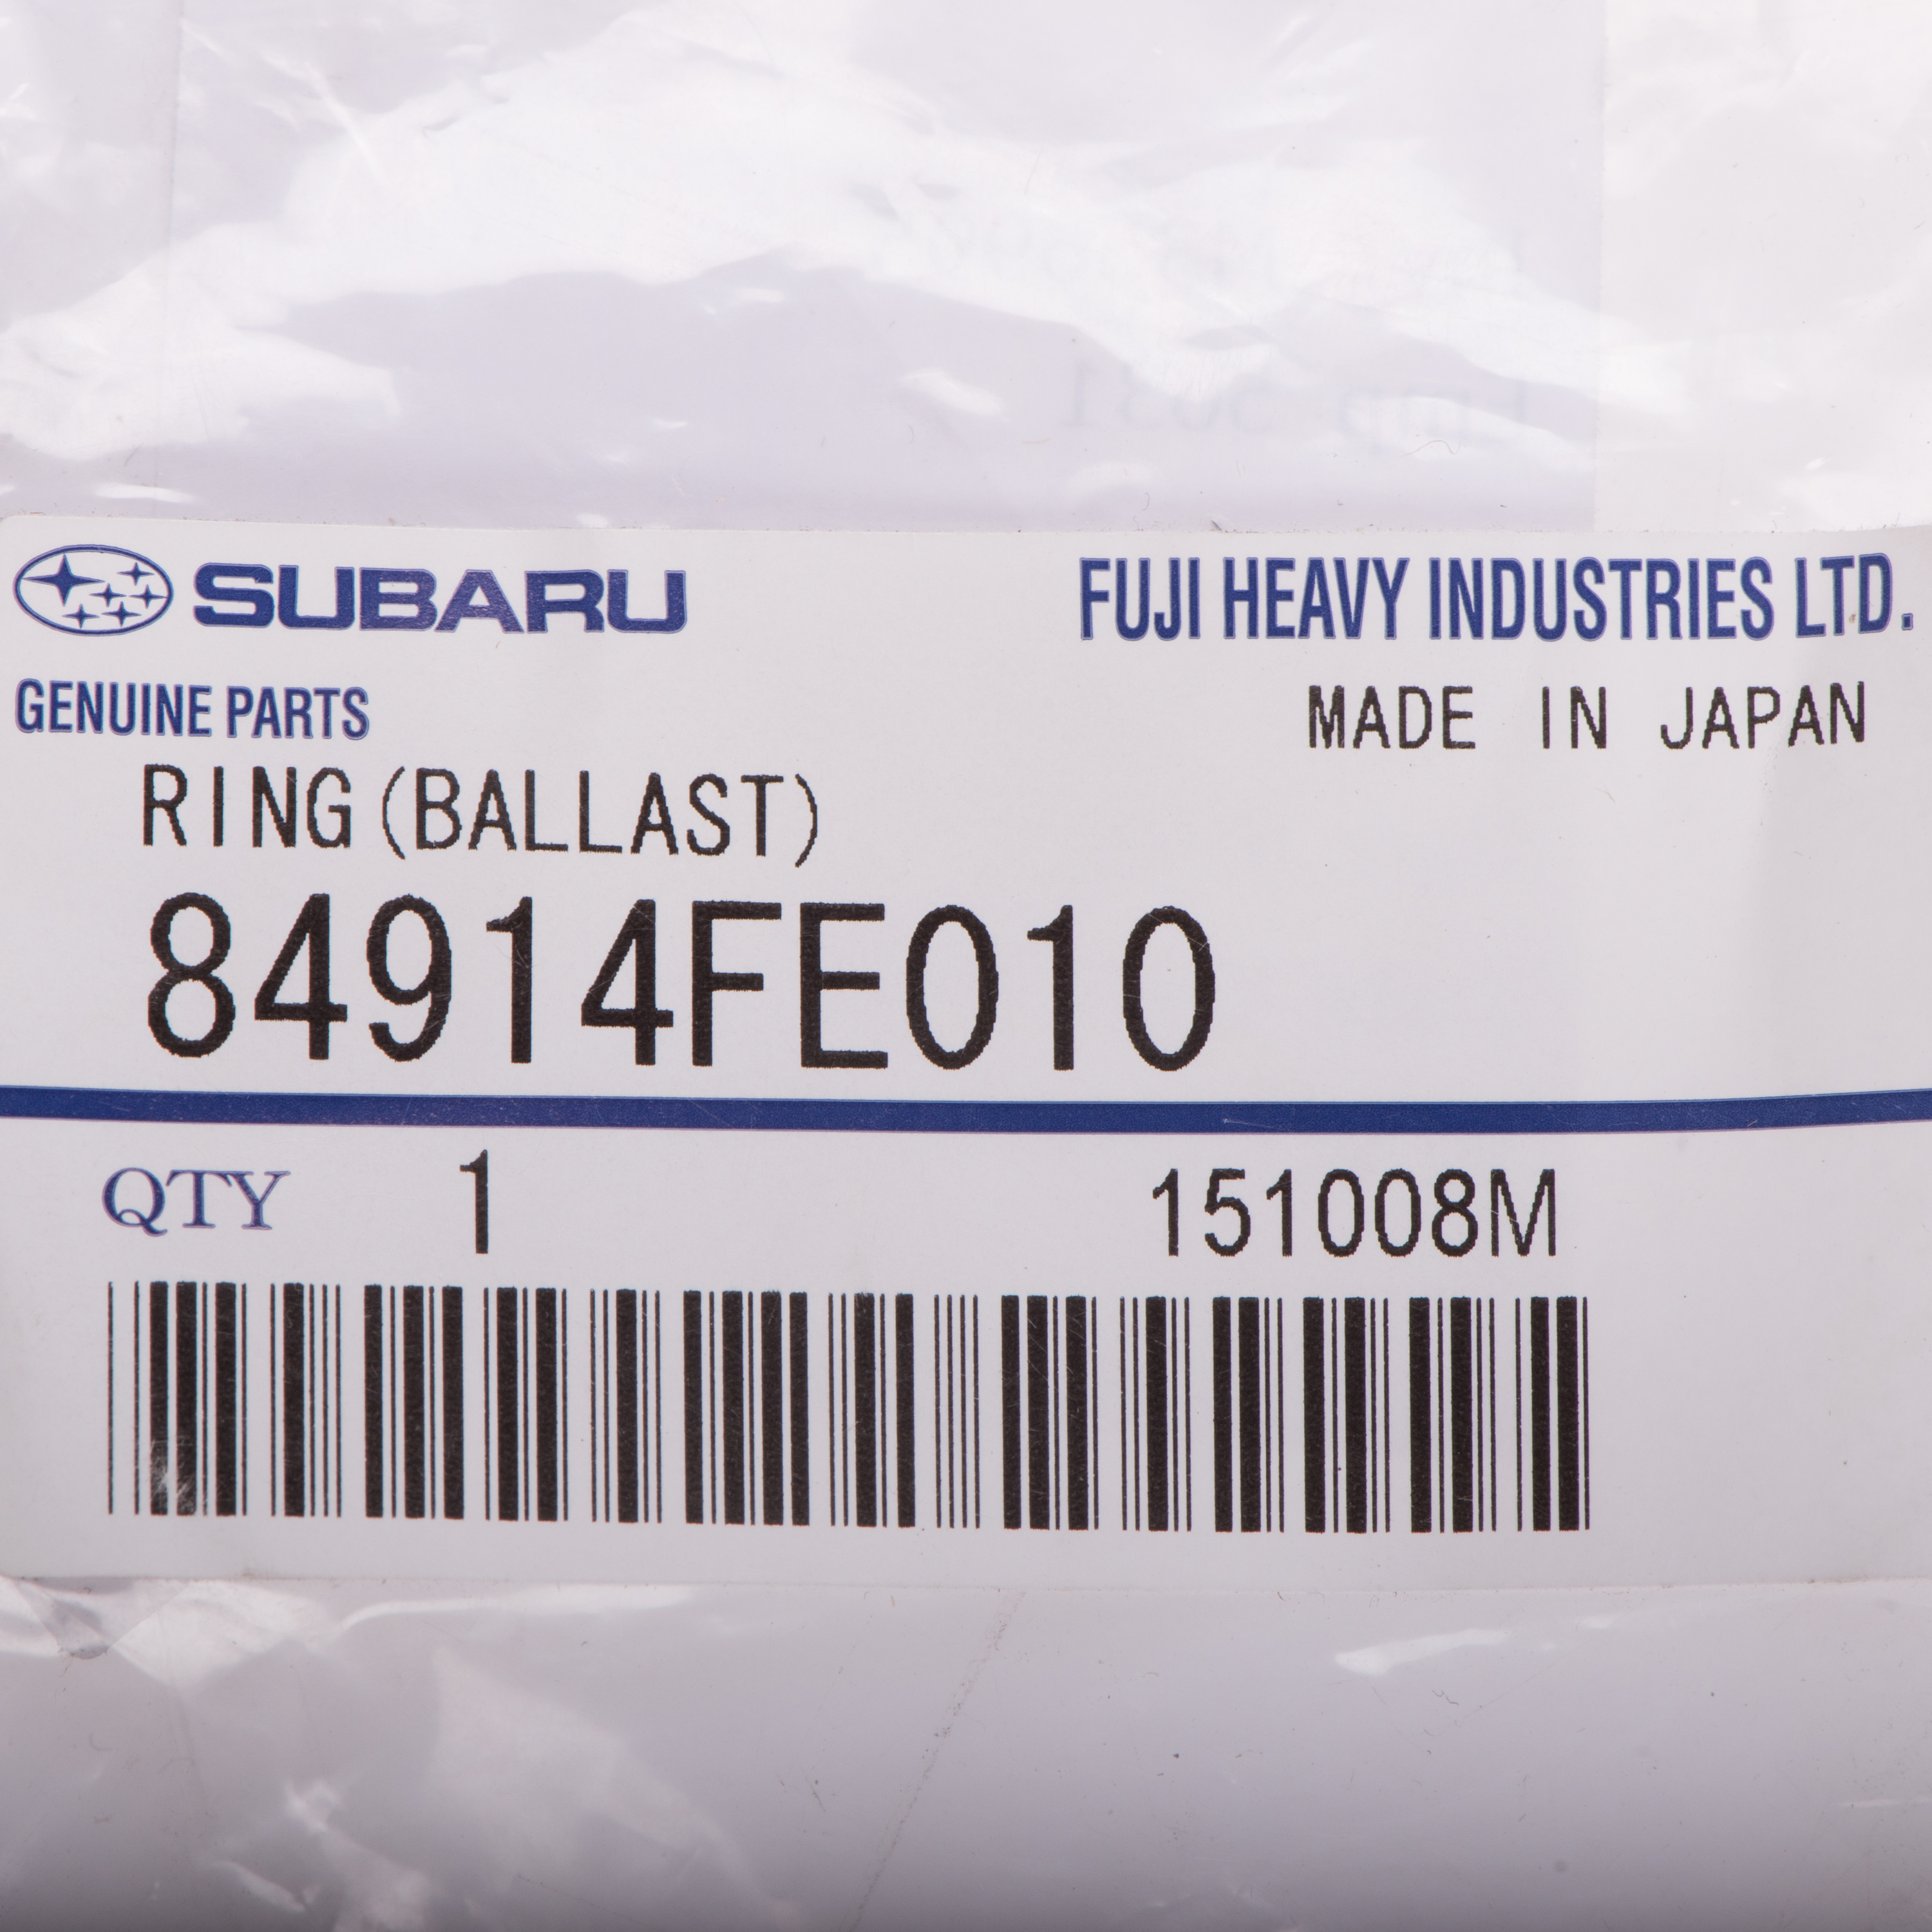 SUBARU
FUJI HEAVY INDUSTRIES LTD.
GENUINE PARTS
MADE IN JAPAN
RING(BALLAST)
84914FE010
QTY 1
151008M